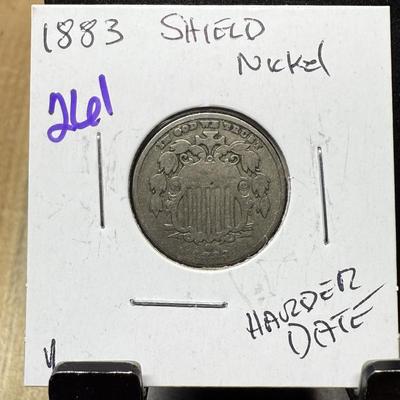 1883 SHIELD
Nickel
261
IN GOD WE TRUST
HARDER
DATE